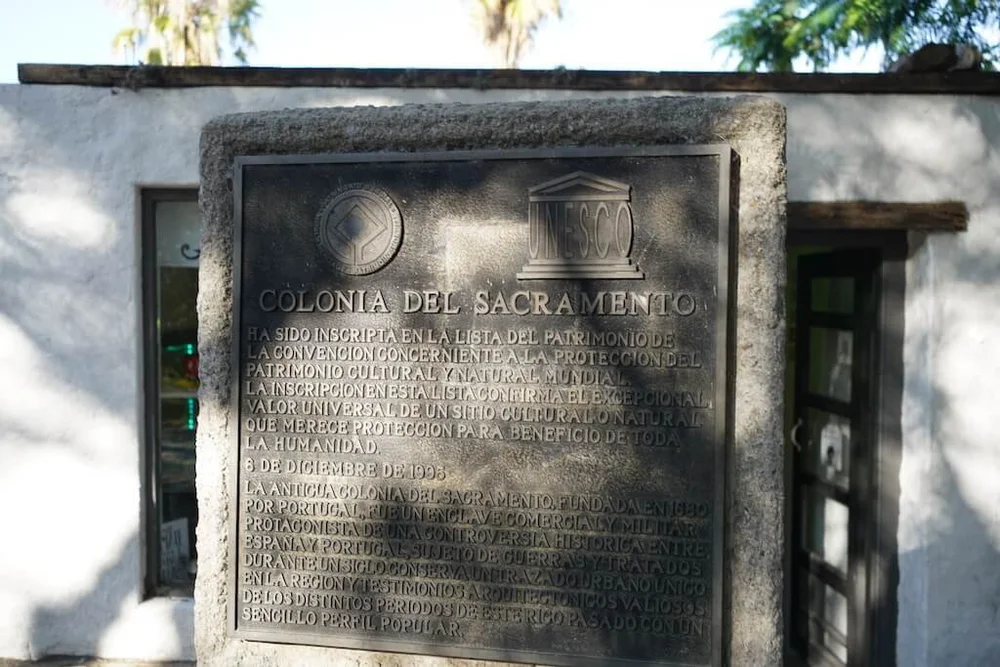 UNESCO
COLONIA DEL SACRAMENTO
HA SIDO INSCRIPTA EN LA LISTA DEL PATRIMONIO DE
LA CONVENCION CONCERNIENTE A LA PROTECCION DEL
PATRIMONIO CULTURAL Y NATURAL MUNDIAL.
LA INSCRIPCION EN ESTA LISTA CONFIRMA EL EXCEPCIONAL
VALOR UNIVERSAL DE UN SITIO CULTURAL O NATURAL
QUE MERECE PROTECCION PARA BENEFICIO DE TODA
LA HUMANIDAD.
6 DE DICIEMBRE DE 1995
LA ANTIGUA COLONIA DEL SACRAMENTO, FUNDADA EN 1680
POR PORTUGAL, FUE UN ENCLAVE COMERCIAL Y MILITAR
PROTAGONISTA DE UNA CONTROVERSIA HISTORICA ENTRE
ESPAÑA Y PORTUGAL, SUJETO DE GUERRAS Y TRATADOS
DURANTE UN SIGLO CONSERVA UN TRAZADO URBANO UNICO
EN LA REGION Y TESTIMONIOS ARQUITECTONICOS VALIOSOS
DE LOS DISTINTOS PERIODOS DE ESTE RICO PASADO CON UN
SENCILLO PERFIL POPULAR.